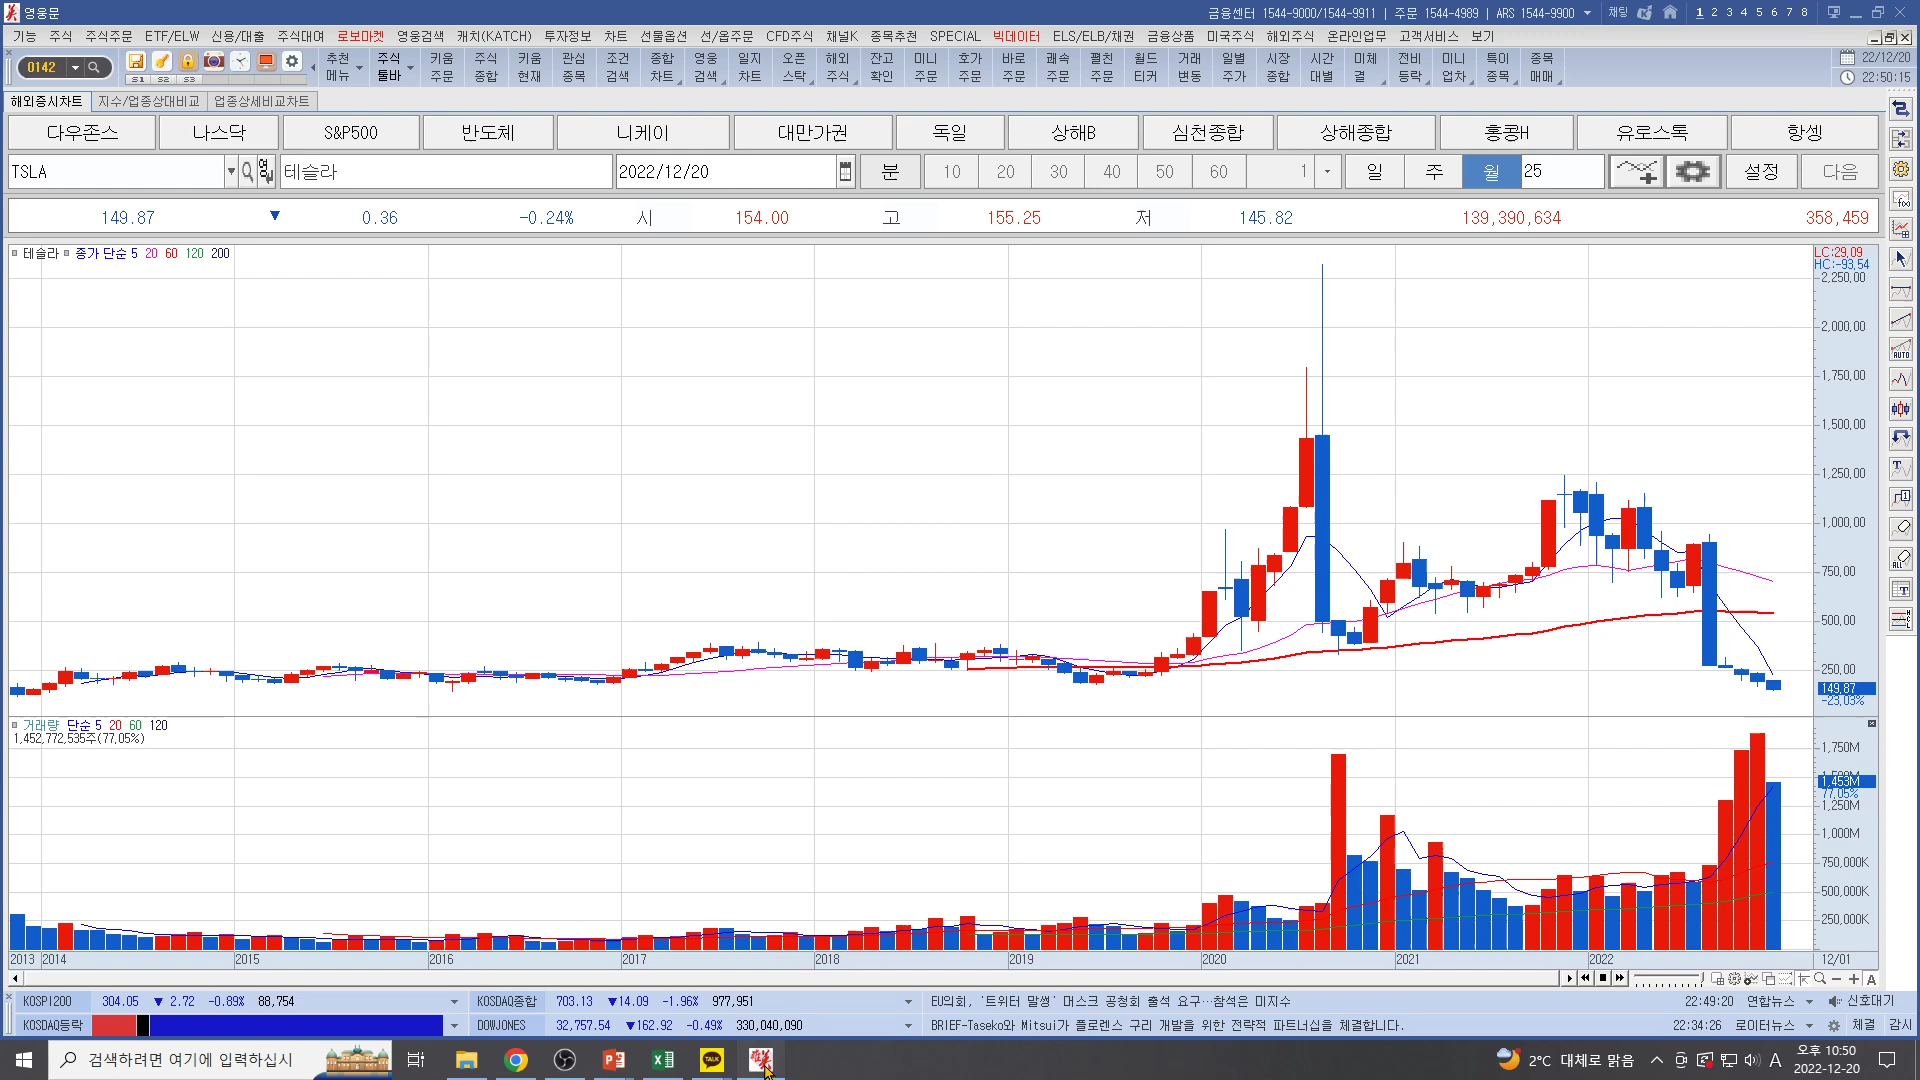 영웅문
금융센터 1544-9000/1544-9911 | 주문 1544-4989 | ARS 1544-9900 채팅 1 2 3 4 5 6 7 8
기능 주식 주식주문 ETF/ELW 신용/대출 주식대여 로보마켓 영웅검색 캐치(KATCH) 투자정보 차트 선물옵션 선/옵주문 CFD주식 채널K 종목추천 SPECIAL 빅데이터 ELS/ELB/채권 금융상품 미국주식 해외주식 온라인업무 고객서비스 보기
0142 추천 주식 키움 주식 키움 관심 조건 종합 영웅 일지 오픈 해외 잔고 미니 호가 바로 쾌속 펼친 월드 거래 일별 시장 시간 미체 전비 미니 특이 종목 22/12/20
S1 S2 S3 메뉴 툴바 주문 종합 현재 종목 검색 차트 검색 차트 스탁 주식 확인 주문 주문 주문 주문 주문 티커 변동 주가 종합 대별 결 등락 업차 종목 매매 22:50:15
해외증시차트 지수/업종상대비교 업종상세비교차트
다우존스 나스닥 S&P500 반도체 니케이 대만가권 독일 상해B 심천종합 상해종합 홍콩H 유로스톡 항셍
TSLA 테슬라 2022/12/20 분 10 20 30 40 50 60 1 일 주 월 25 설정 다음
149.87 ▼ 0.36 -0.24% 시 154.00 고 155.25 저 145.82 139,390,634 358,459
테슬라 종가 단순 5 20 60 120 200
LC:29,09
HC:-93,54
2,250,00
2,000,00
1,750,00
1,500,00
1,250,00
1,000,00
750,00
500,00
250,00
149,87
-23,03%
거래량 단순 5 20 60 120
1,452,772,535주(77,05%)
1,750M
1,453M
77,05%
1,250M
1,000M
750,000K
500,000K
250,000K
2013 2014 2015 2016 2017 2018 2019 2020 2021 2022 12/01
A
KOSPI200 304.05 ▼ 2.72 -0.89% 88,754 KOSDAQ종합 703.13 ▼14.09 -1.96% 977,951 EU의회, '트위터 말썽' 머스크 공청회 출석 요구…참석은 미지수 22:49:20 연합뉴스 신호대기
KOSDAQ등락 DOWJONES 32,757.54 ▼162.92 -0.49% 330,040,090 BRIEF-Taseko와 Mitsui가 플로렌스 구리 개발을 위한 전략적 파트너십을 체결합니다. 22:34:26 로이터뉴스 체결 감시
검색하려면 여기에 입력하십시 TALK 2°C 대체로 맑음 A 오후 10:50
2022-12-20